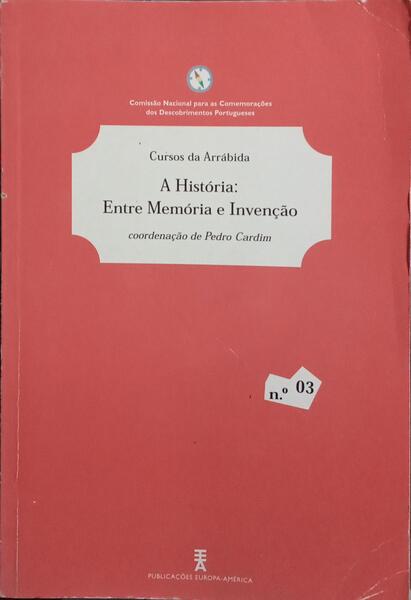 Comissão Nacional para as Comemorações
dos Descobrimentos Portugueses
Cursos da Arrábida
A História:
Entre Memória e Invenção
coordenação de Pedro Cardim
n.º 03
PUBLICAÇÕES EUROPA-AMÉRICA